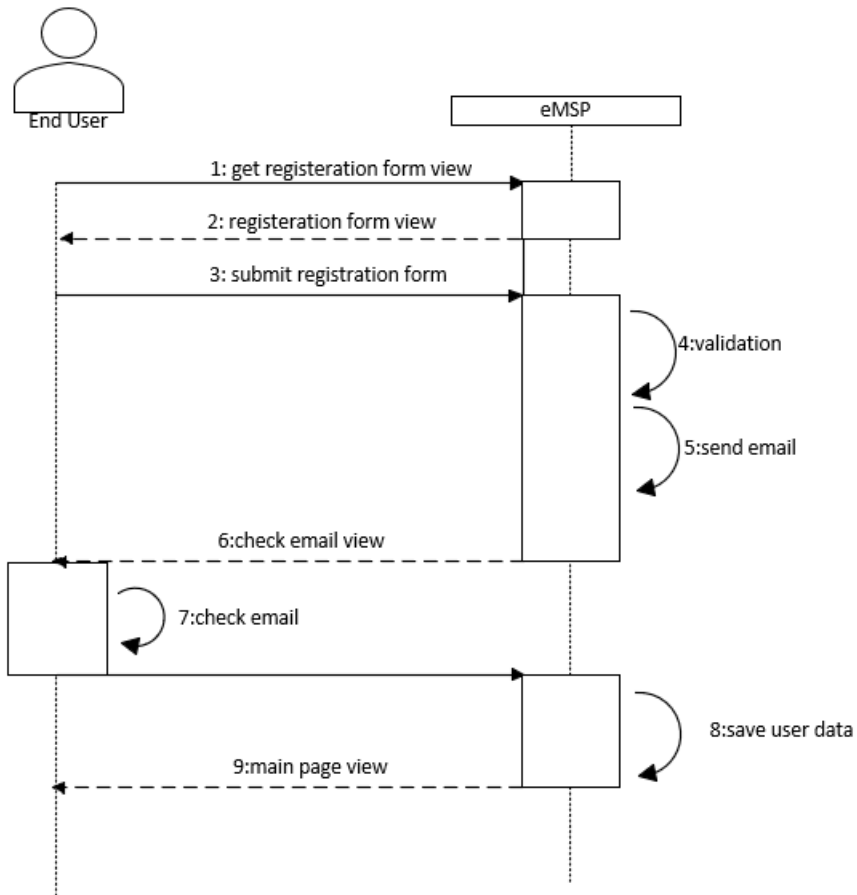 End User
eMSP
1: get registeration form view
2: registeration form view
3: submit registration form
4:validation
5:send email
6:check email view
7:check email
8:save user data
9:main page view